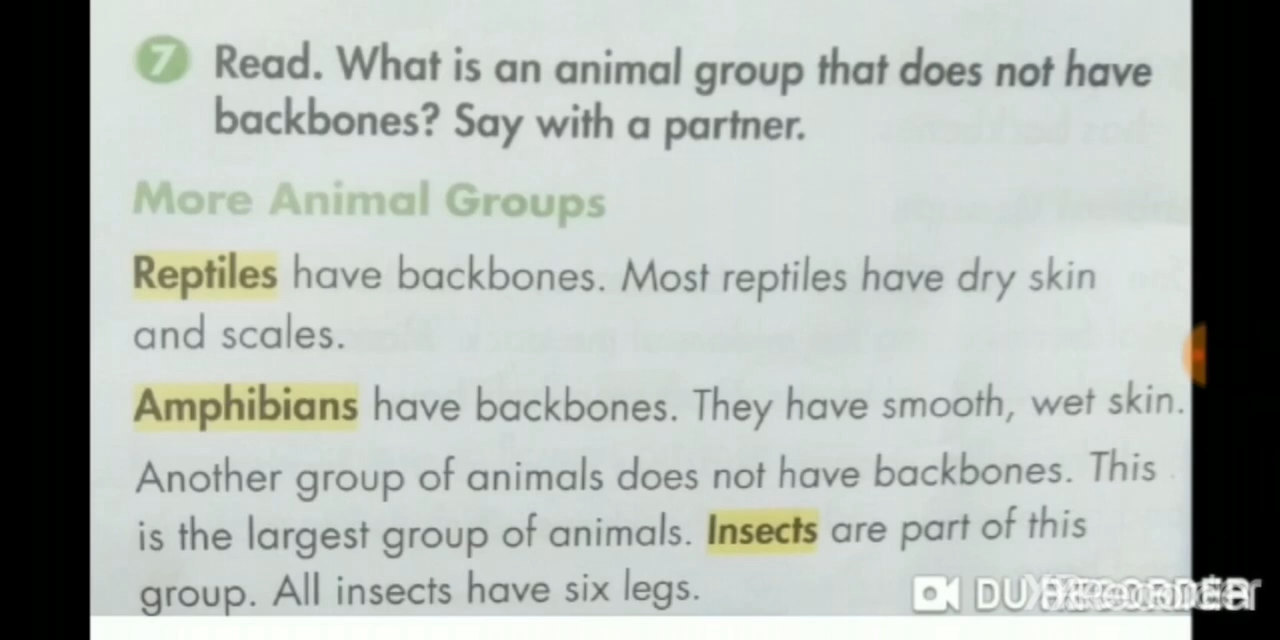 7 Read. What is an animal group that does not have
backbones? Say with a partner.
More Animal Groups
Reptiles have backbones. Most reptiles have dry skin
and scales.
Amphibians have backbones. They have smooth, wet skin.
Another group of animals does not have backbones. This
is the largest group of animals. Insects are part of this
group. All insects have six legs.
DU RECORDER